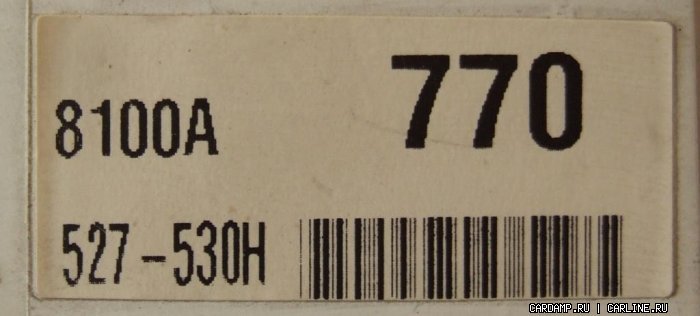 770
8100A
527-530H
CARDAMP.RU | CARLINE.RU